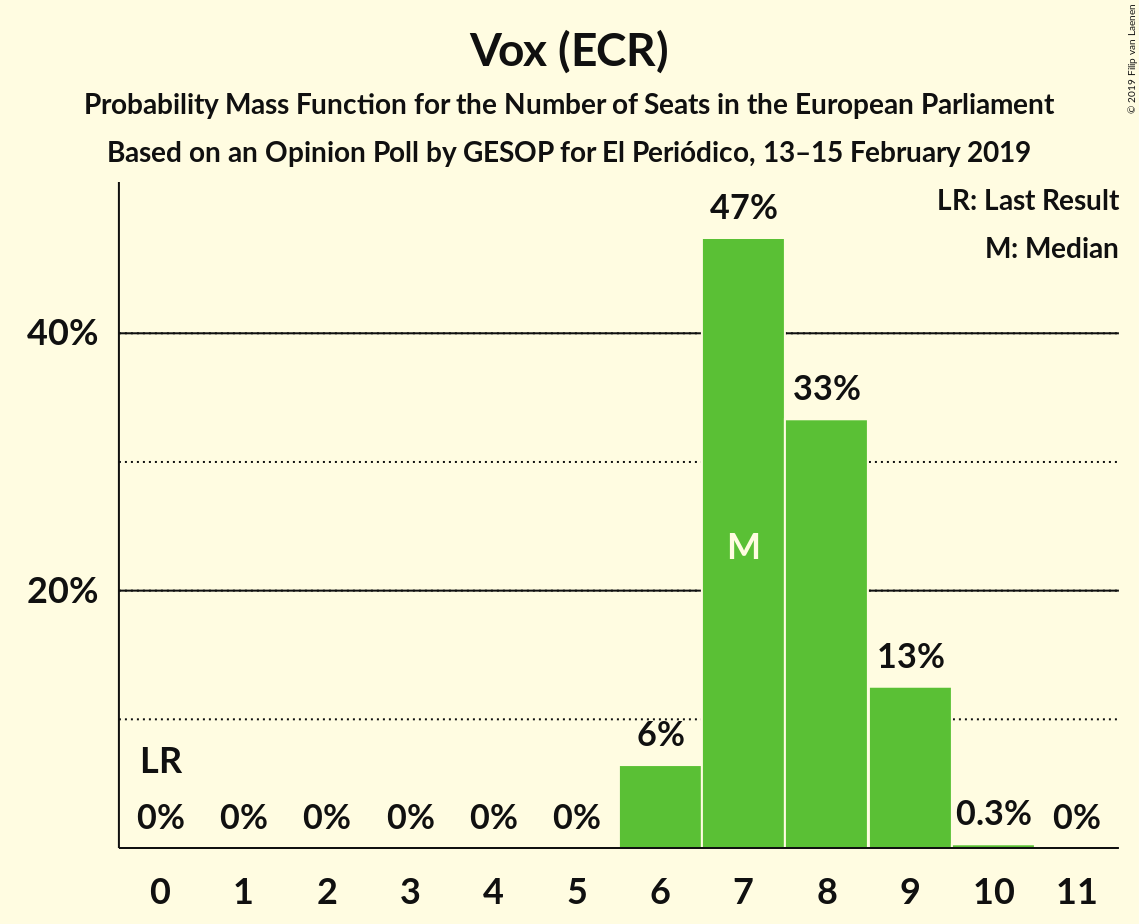 Vox (ECR)
Probability Mass Function for the Number of Seats in the European Parliament
Based on an Opinion Poll by GESOP for El Periódico, 13–15 February 2019
© 2019 Filip van Laenen
LR: Last Result
M: Median
47%
40%
33%
M
20%
13%
6%
LR
0% 0% 0% 0% 0% 0% 0.3% 0%
0 1 2 3 4 5 6 7 8 9 10 11